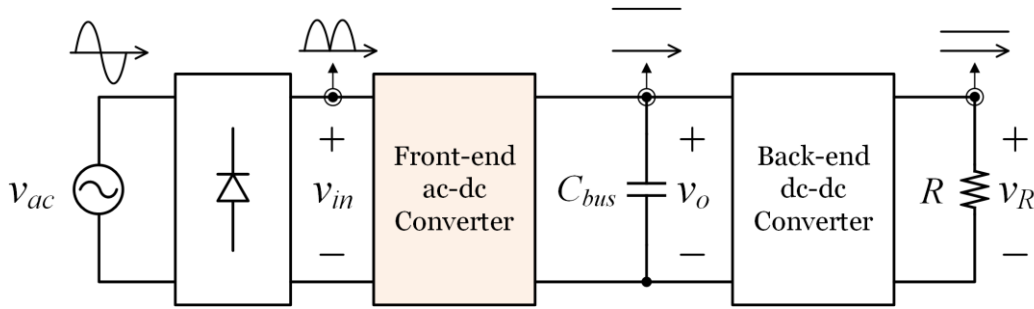 v_ac
+
v_in
−
Front-end
ac-dc
Converter
C_bus
+
v_o
−
Back-end
dc-dc
Converter
R
+
v_R
−